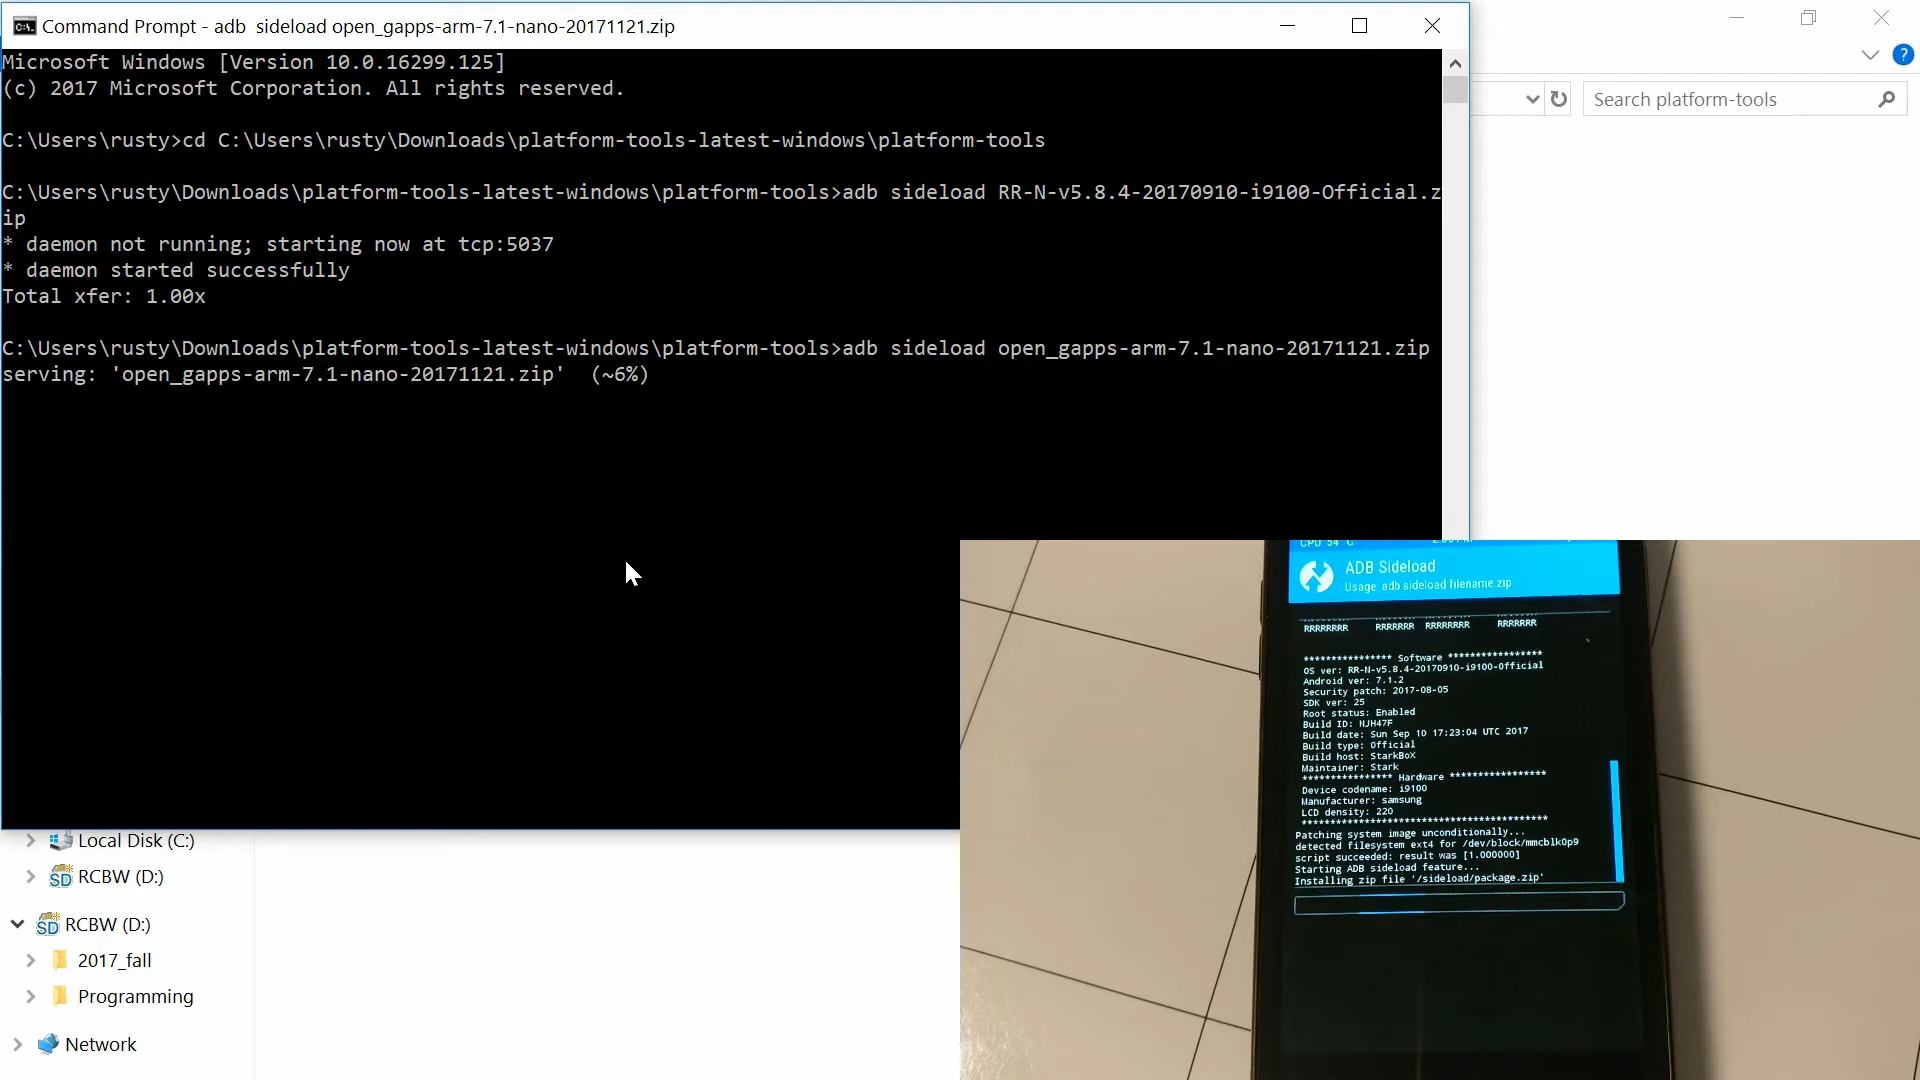 Command Prompt - adb  sideload open_gapps-arm-7.1-nano-20171121.zip
Microsoft Windows [Version 10.0.16299.125]
(c) 2017 Microsoft Corporation. All rights reserved.
C:\Users\rusty>cd C:\Users\rusty\Downloads\platform-tools-latest-windows\platform-tools
C:\Users\rusty\Downloads\platform-tools-latest-windows\platform-tools>adb sideload RR-N-v5.8.4-20170910-i9100-Official.z
ip
* daemon not running; starting now at tcp:5037
* daemon started successfully
Total xfer: 1.00x
C:\Users\rusty\Downloads\platform-tools-latest-windows\platform-tools>adb sideload open_gapps-arm-7.1-nano-20171121.zip
serving: 'open_gapps-arm-7.1-nano-20171121.zip'  (~6%)
Search platform-tools
Local Disk (C:)
RCBW (D:)
RCBW (D:)
2017_fall
Programming
Network
CPU 54 °C
ADB Sideload
Usage: adb sideload filename.zip
RRRRRRRR RRRRRRR RRRRRRRR RRRRRRR
**************** Software *****************
OS ver: RR-N-v5.8.4-20170910-i9100-Official
Android ver: 7.1.2
Security patch: 2017-08-05
SDK ver: 25
Root status: Enabled
Build ID: NJH47F
Build date: Sun Sep 10 17:23:04 UTC 2017
Build type: Official
Build host: StarkBoX
Maintainer: Stark
**************** Hardware *****************
Device codename: i9100
Manufacturer: samsung
LCD density: 220
********************************************
Patching system image unconditionally...
detected filesystem ext4 for /dev/block/mmcblk0p9
script succeeded: result was [1.000000]
Starting ADB sideload feature...
Installing zip file '/sideload/package.zip'